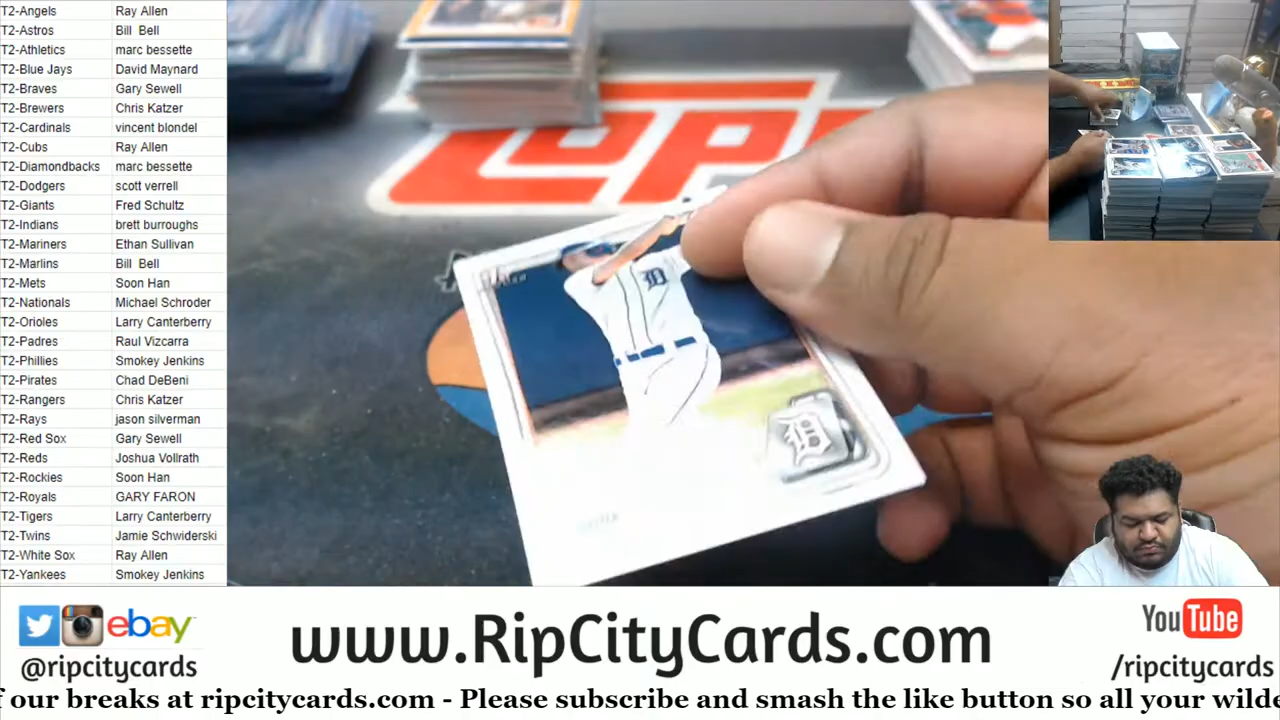 T2-Angels Ray Allen
T2-Astros Bill Bell
T2-Athletics marc bessette
T2-Blue Jays David Maynard
T2-Braves Gary Sewell
T2-Brewers Chris Katzer
T2-Cardinals vincent blondel
T2-Cubs Ray Allen
T2-Diamondbacks marc bessette
T2-Dodgers scott verrell
T2-Giants Fred Schultz
T2-Indians brett burroughs
T2-Mariners Ethan Sullivan
T2-Marlins Bill Bell
T2-Mets Soon Han
T2-Nationals Michael Schroder
T2-Orioles Larry Canterberry
T2-Padres Raul Vizcarra
T2-Phillies Smokey Jenkins
T2-Pirates Chad DeBeni
T2-Rangers Chris Katzer
T2-Rays jason silverman
T2-Red Sox Gary Sewell
T2-Reds Joshua Vollrath
T2-Rockies Soon Han
T2-Royals GARY FARON
T2-Tigers Larry Canterberry
T2-Twins Jamie Schwiderski
T2-White Sox Ray Allen
T2-Yankees Smokey Jenkins
D
D
ebay
@ripcitycards
www.RipCityCards.com
YouTube
/ripcitycards
f our breaks at ripcitycards.com - Please subscribe and smash the like button so all your wilde